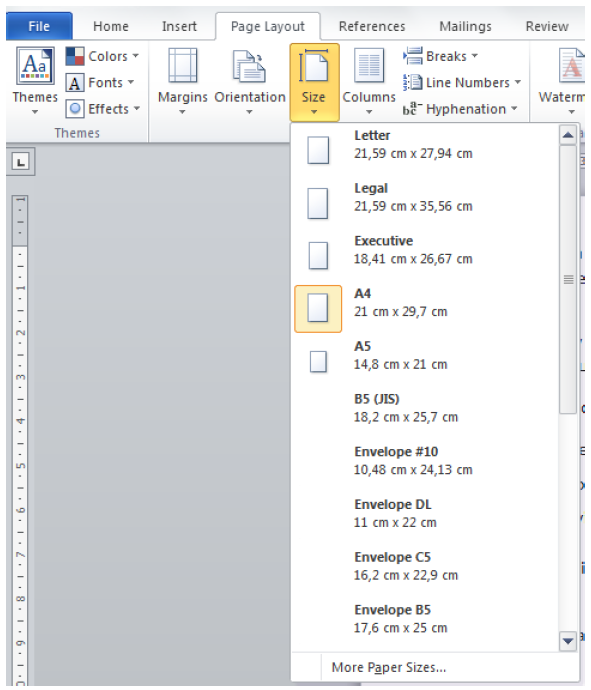 File Home Insert Page Layout References Mailings Review
Aa Colors
A Fonts
Effects
Themes
Margins Orientation Size Columns
Breaks
Line Numbers
Hyphenation
Themes
L
Letter
21,59 cm x 27,94 cm
Legal
21,59 cm x 35,56 cm
Executive
18,41 cm x 26,67 cm
A4
21 cm x 29,7 cm
A5
14,8 cm x 21 cm
B5 (JIS)
18,2 cm x 25,7 cm
Envelope #10
10,48 cm x 24,13 cm
Envelope DL
11 cm x 22 cm
Envelope C5
16,2 cm x 22,9 cm
Envelope B5
17,6 cm x 25 cm
More Paper Sizes...
1
1
2
3
4
5
6
7
8
9